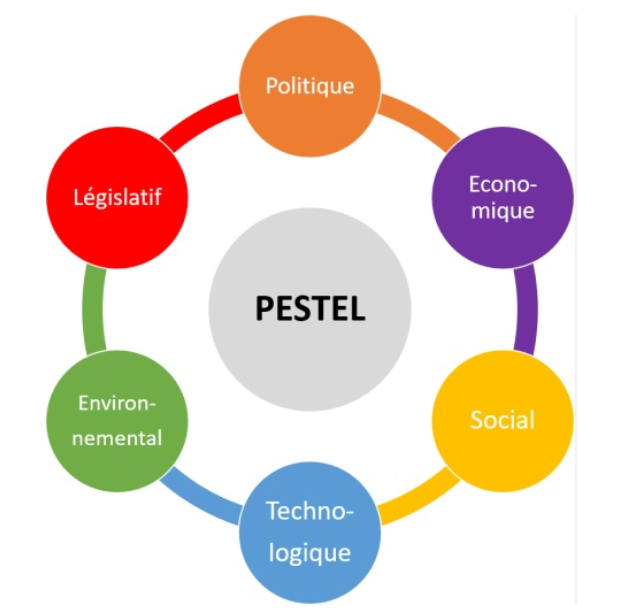 Politique
Econo-
mique
Social
Techno-
logique
Environ-
nemental
Législatif
PESTEL